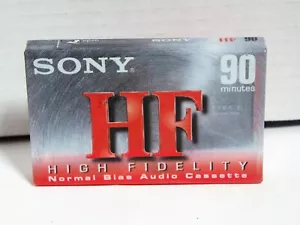 SONY
90
minutes
HF
HIGH FIDELITY
Normal Bias Audio Cassette